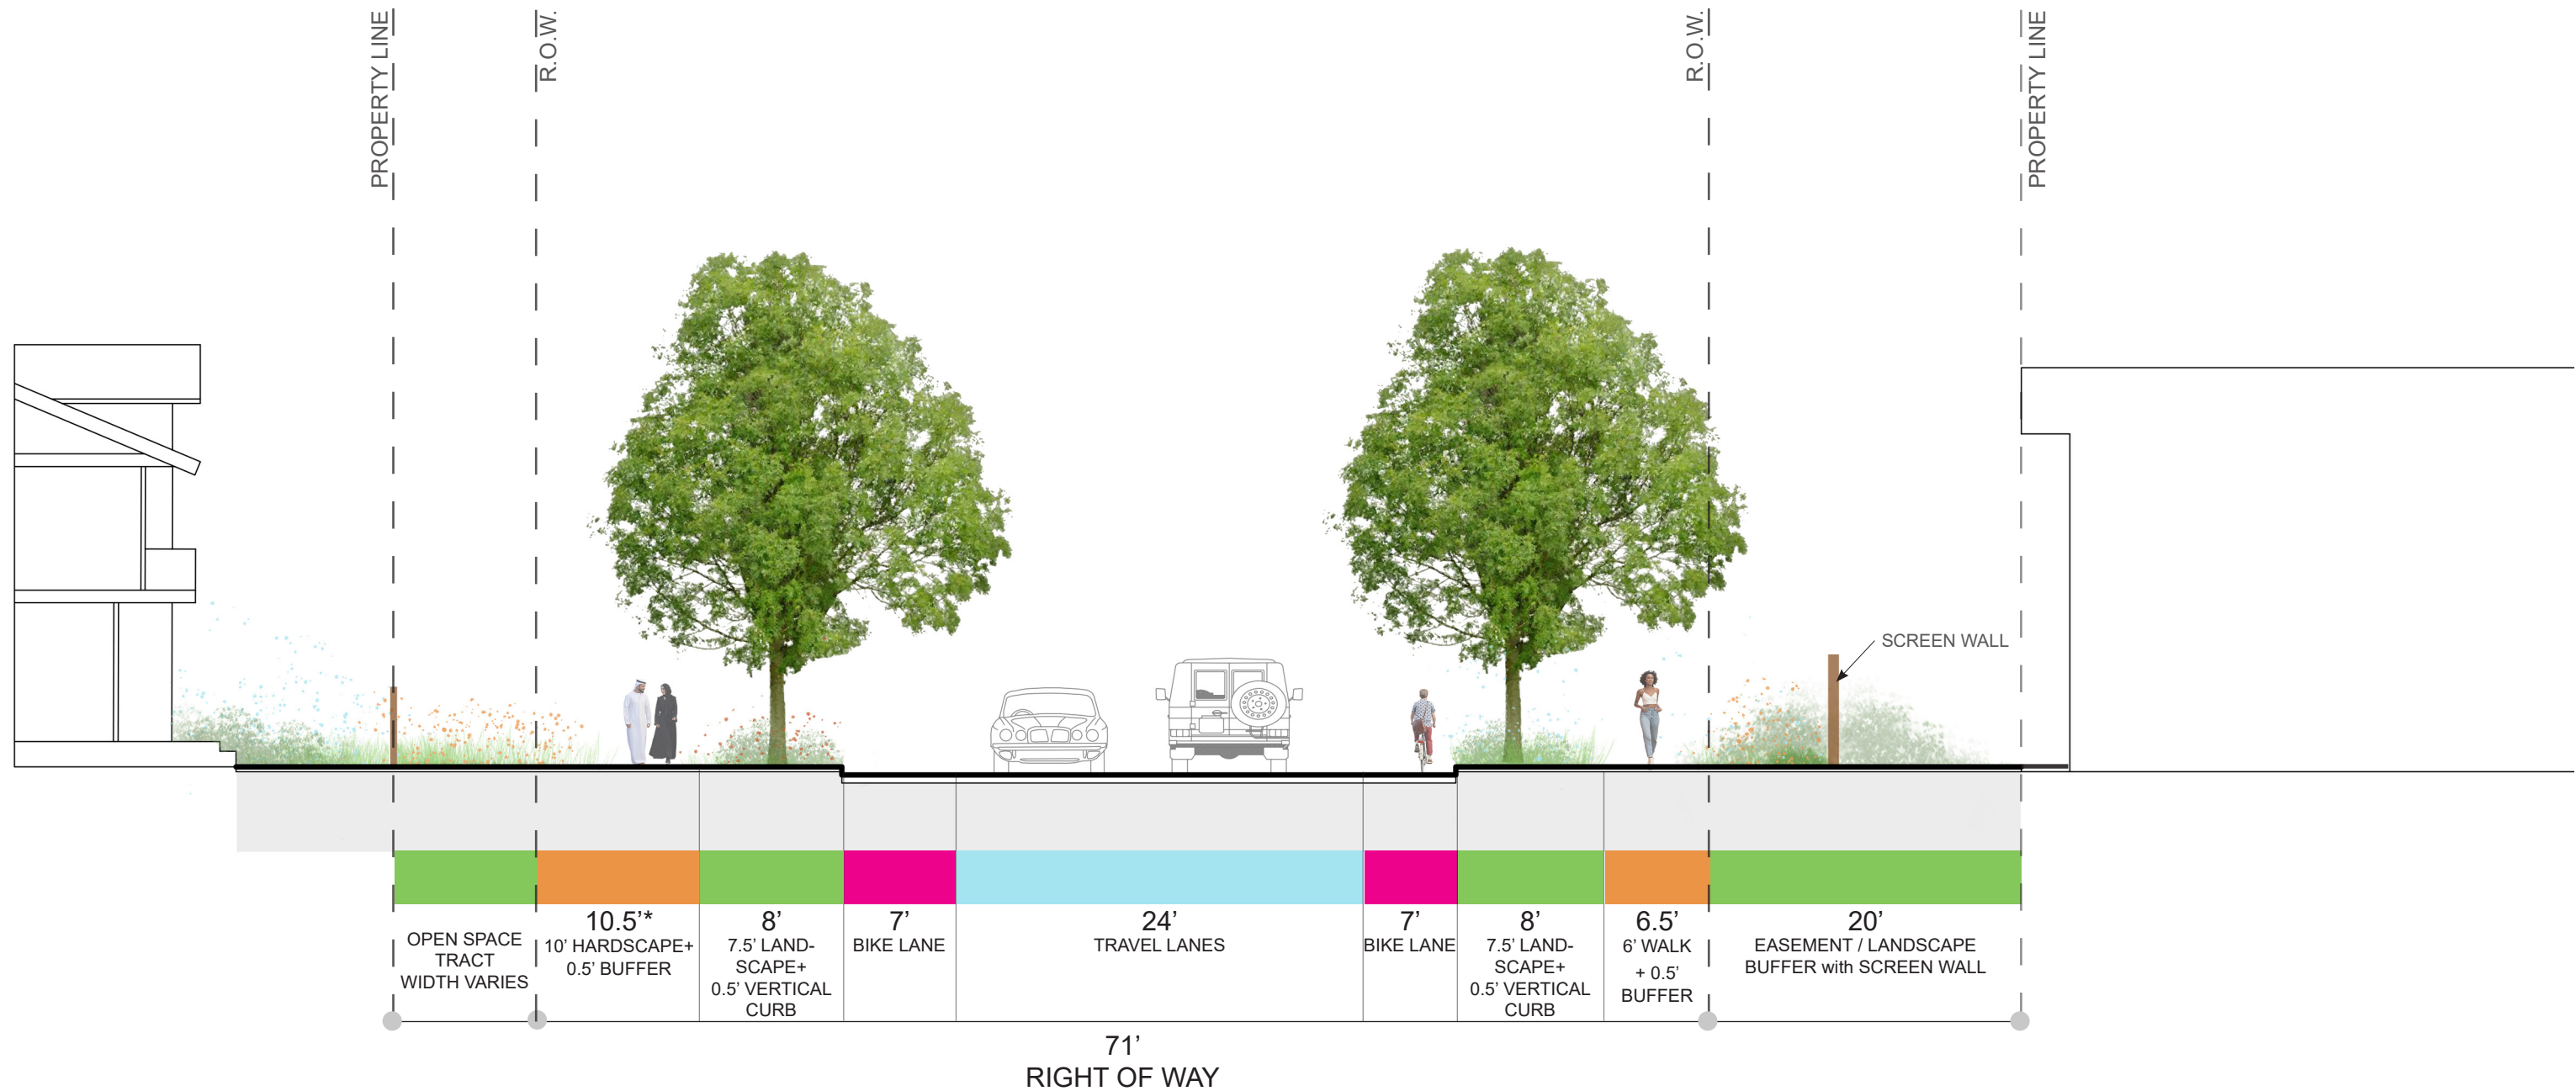 PROPERTY LINE
R.O.W.
R.O.W.
PROPERTY LINE
SCREEN WALL
OPEN SPACE
TRACT
WIDTH VARIES
10.5’*
10’ HARDSCAPE+
0.5’ BUFFER
8’
7.5’ LAND-
SCAPE+
0.5’ VERTICAL
CURB
7’
BIKE LANE
24’
TRAVEL LANES
7’
BIKE LANE
8’
7.5’ LAND-
SCAPE+
0.5’ VERTICAL
CURB
6.5’
6’ WALK
+ 0.5’
BUFFER
20’
EASEMENT / LANDSCAPE
BUFFER with SCREEN WALL
71’
RIGHT OF WAY